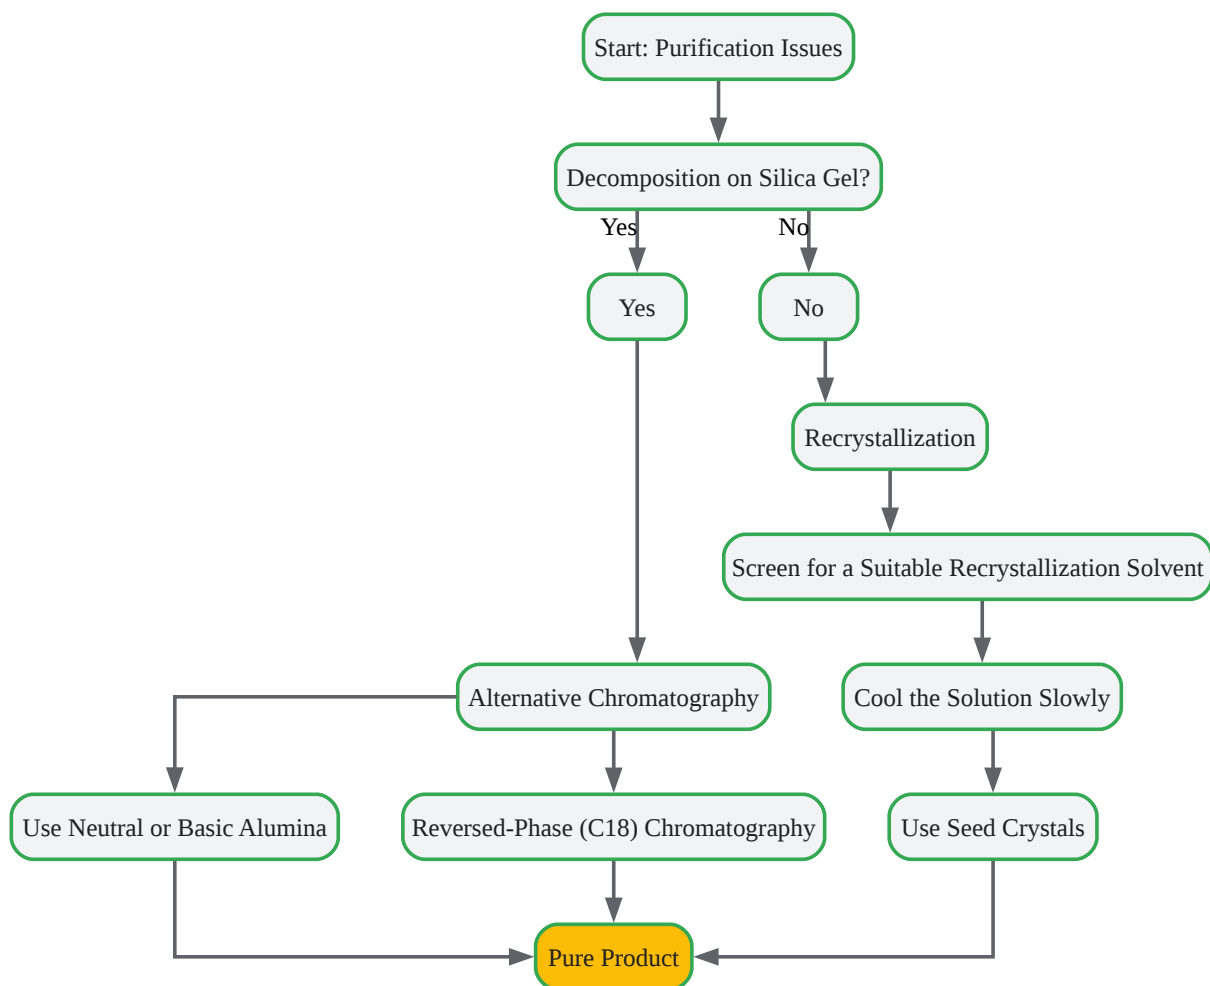 Start: Purification Issues
Decomposition on Silica Gel?
Yes
No
Yes
No
Recrystallization
Screen for a Suitable Recrystallization Solvent
Alternative Chromatography
Cool the Solution Slowly
Use Neutral or Basic Alumina
Reversed-Phase (C18) Chromatography
Use Seed Crystals
Pure Product